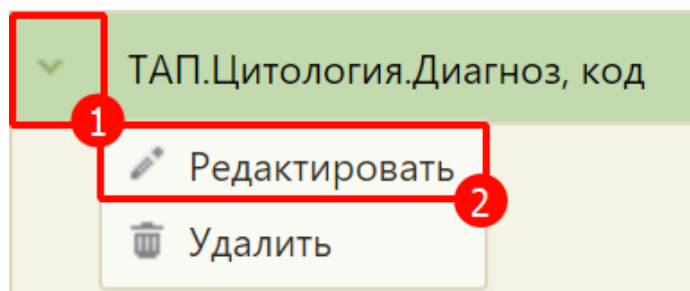 ТАП.Цитология.Диагноз, код
1
Редактировать
2
Удалить